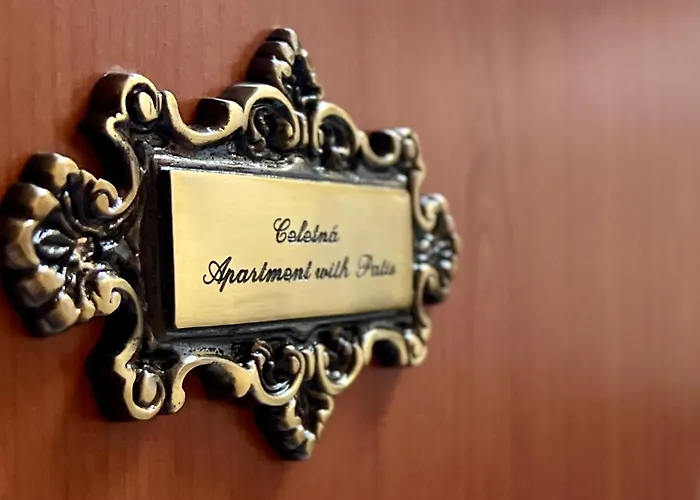 Celetná
Apartment with Patio